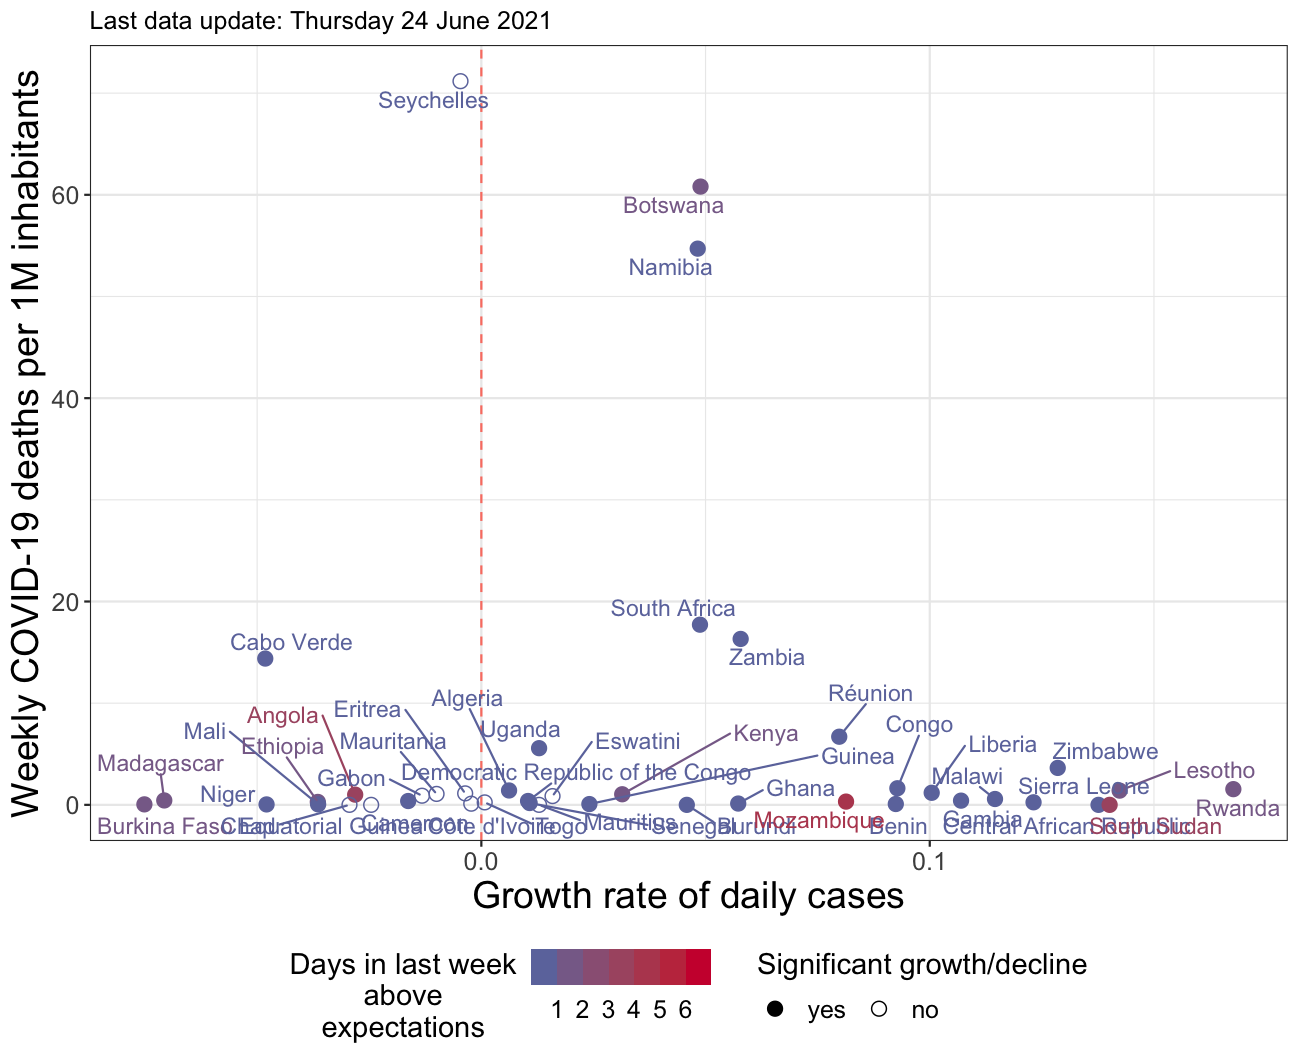 Last data update: Thursday 24 June 2021
Weekly COVID-19 deaths per 1M inhabitants
Seychelles
60
Botswana
Namibia
40
20
South Africa
Cabo Verde
Zambia
Réunion
Algeria
Eritrea
Angola
Congo
Mali
Uganda
Kenya
Ethiopia
Mauritania
Eswatini
Liberia
Zimbabwe
Guinea
Madagascar
Gabon
Democratic Republic of the Congo
Malawi
Lesotho
Niger
Ghana
Sierra Leone
0
Rwanda
Burkina Faso
Chad
Equatorial Guinea
Cameroon
Côte d'Ivoire
Togo
Mauritius
Senegal
Burundi
Mozambique
Benin
Gambia
Central African Republic
South Sudan
0.0
0.1
Growth rate of daily cases
Days in last week
above
expectations
1 2 3 4 5 6
Significant growth/decline
yes no